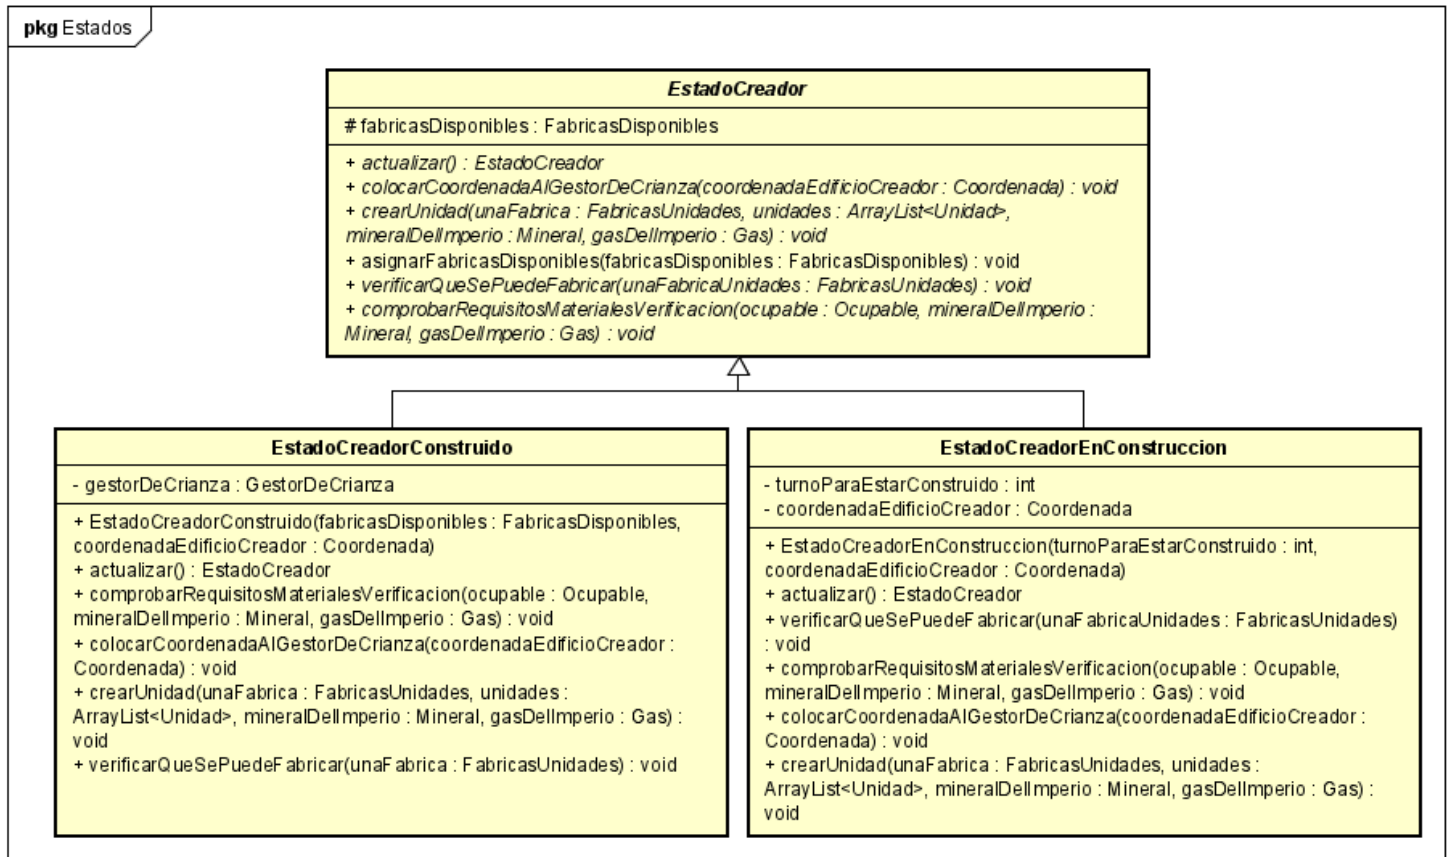 pkg Estados
EstadoCreador
# fabricasDisponibles : FabricasDisponibles
+ actualizar() : EstadoCreador
+ colocarCoordenadaAlGestorDeCrianza(coordenadaEdificioCreador : Coordenada) : void
+ crearUnidad(unaFabrica : FabricasUnidades, unidades : ArrayList<Unidad>,
mineralDelImperio : Mineral, gasDelImperio : Gas) : void
+ asignarFabricasDisponibles(fabricasDisponibles : FabricasDisponibles) : void
+ verificarQueSePuedeFabricar(unaFabricaUnidades : FabricasUnidades) : void
+ comprobarRequisitosMaterialesVerificacion(ocupable : Ocupable, mineralDelImperio :
Mineral, gasDelImperio : Gas) : void
EstadoCreadorConstruido
- gestorDeCrianza : GestorDeCrianza
+ EstadoCreadorConstruido(fabricasDisponibles : FabricasDisponibles,
coordenadaEdificioCreador : Coordenada)
+ actualizar() : EstadoCreador
+ comprobarRequisitosMaterialesVerificacion(ocupable : Ocupable,
mineralDelImperio : Mineral, gasDelImperio : Gas) : void
+ colocarCoordenadaAlGestorDeCrianza(coordenadaEdificioCreador :
Coordenada) : void
+ crearUnidad(unaFabrica : FabricasUnidades, unidades :
ArrayList<Unidad>, mineralDelImperio : Mineral, gasDelImperio : Gas) :
void
+ verificarQueSePuedeFabricar(unaFabrica : FabricasUnidades) : void
EstadoCreadorEnConstruccion
- turnoParaEstarConstruido : int
- coordenadaEdificioCreador : Coordenada
+ EstadoCreadorEnConstruccion(turnoParaEstarConstruido : int,
coordenadaEdificioCreador : Coordenada)
+ actualizar() : EstadoCreador
+ verificarQueSePuedeFabricar(unaFabricaUnidades : FabricasUnidades)
: void
+ comprobarRequisitosMaterialesVerificacion(ocupable : Ocupable,
mineralDelImperio : Mineral, gasDelImperio : Gas) : void
+ colocarCoordenadaAlGestorDeCrianza(coordenadaEdificioCreador :
Coordenada) : void
+ crearUnidad(unaFabrica : FabricasUnidades, unidades :
ArrayList<Unidad>, mineralDelImperio : Mineral, gasDelImperio : Gas) :
void